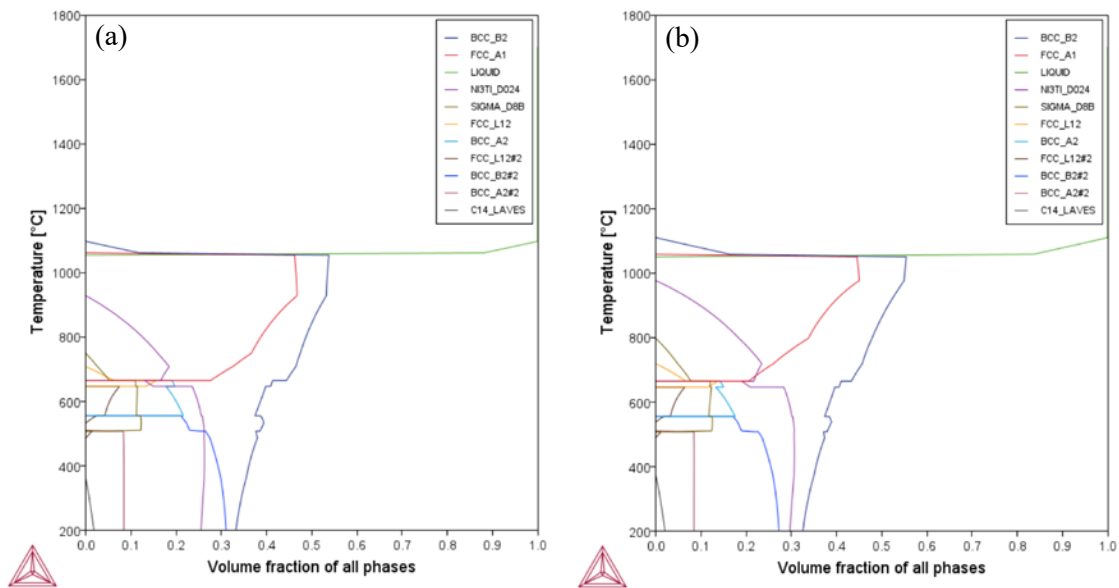 (a)
BCC_B2
FCC_A1
LIQUID
NI3TI_D024
SIGMA_D8B
FCC_L12
BCC_A2
FCC_L12#2
BCC_B2#2
BCC_A2#2
C14_LAVES
Temperature [°C]
1800
1600
1400
1200
1000
800
600
400
200
0.0 0.1 0.2 0.3 0.4 0.5 0.6 0.7 0.8 0.9 1.0
Volume fraction of all phases
(b)
BCC_B2
FCC_A1
LIQUID
NI3TI_D024
SIGMA_D8B
FCC_L12
BCC_A2
FCC_L12#2
BCC_B2#2
BCC_A2#2
C14_LAVES
Temperature [°C]
1800
1600
1400
1200
1000
800
600
400
200
0.0 0.1 0.2 0.3 0.4 0.5 0.6 0.7 0.8 0.9 1.0
Volume fraction of all phases